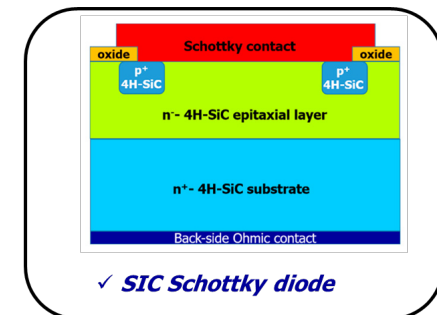 Schottky contact
oxide
oxide
p⁺
4H-SiC
p⁺
4H-SiC
n⁻- 4H-SiC epitaxial layer
n⁺- 4H-SiC substrate
Back-side Ohmic contact
✓ SIC Schottky diode